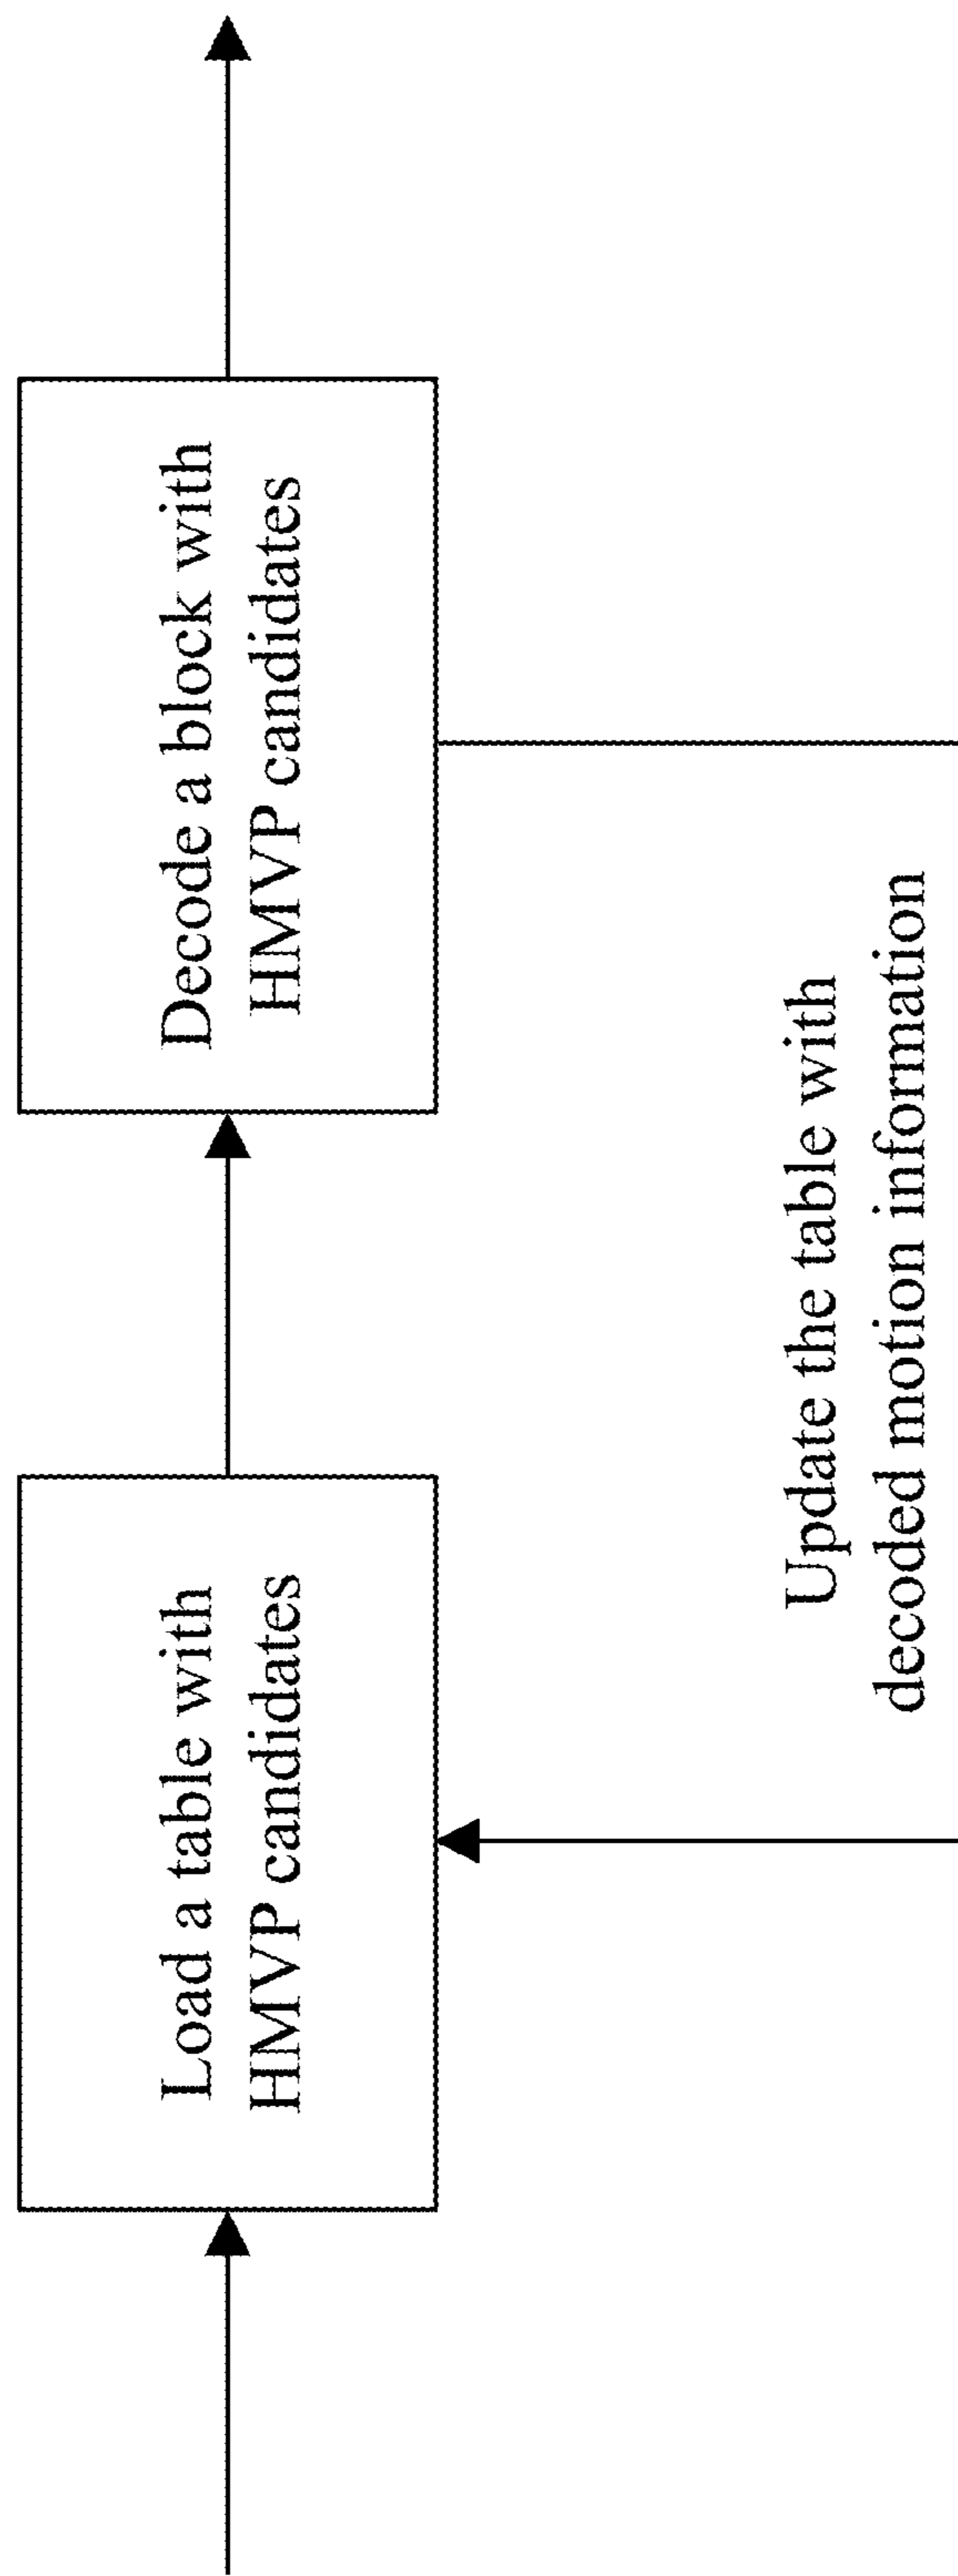 Load a table with
HMVP candidates
Decode a block with
HMVP candidates
Update the table with
decoded motion information